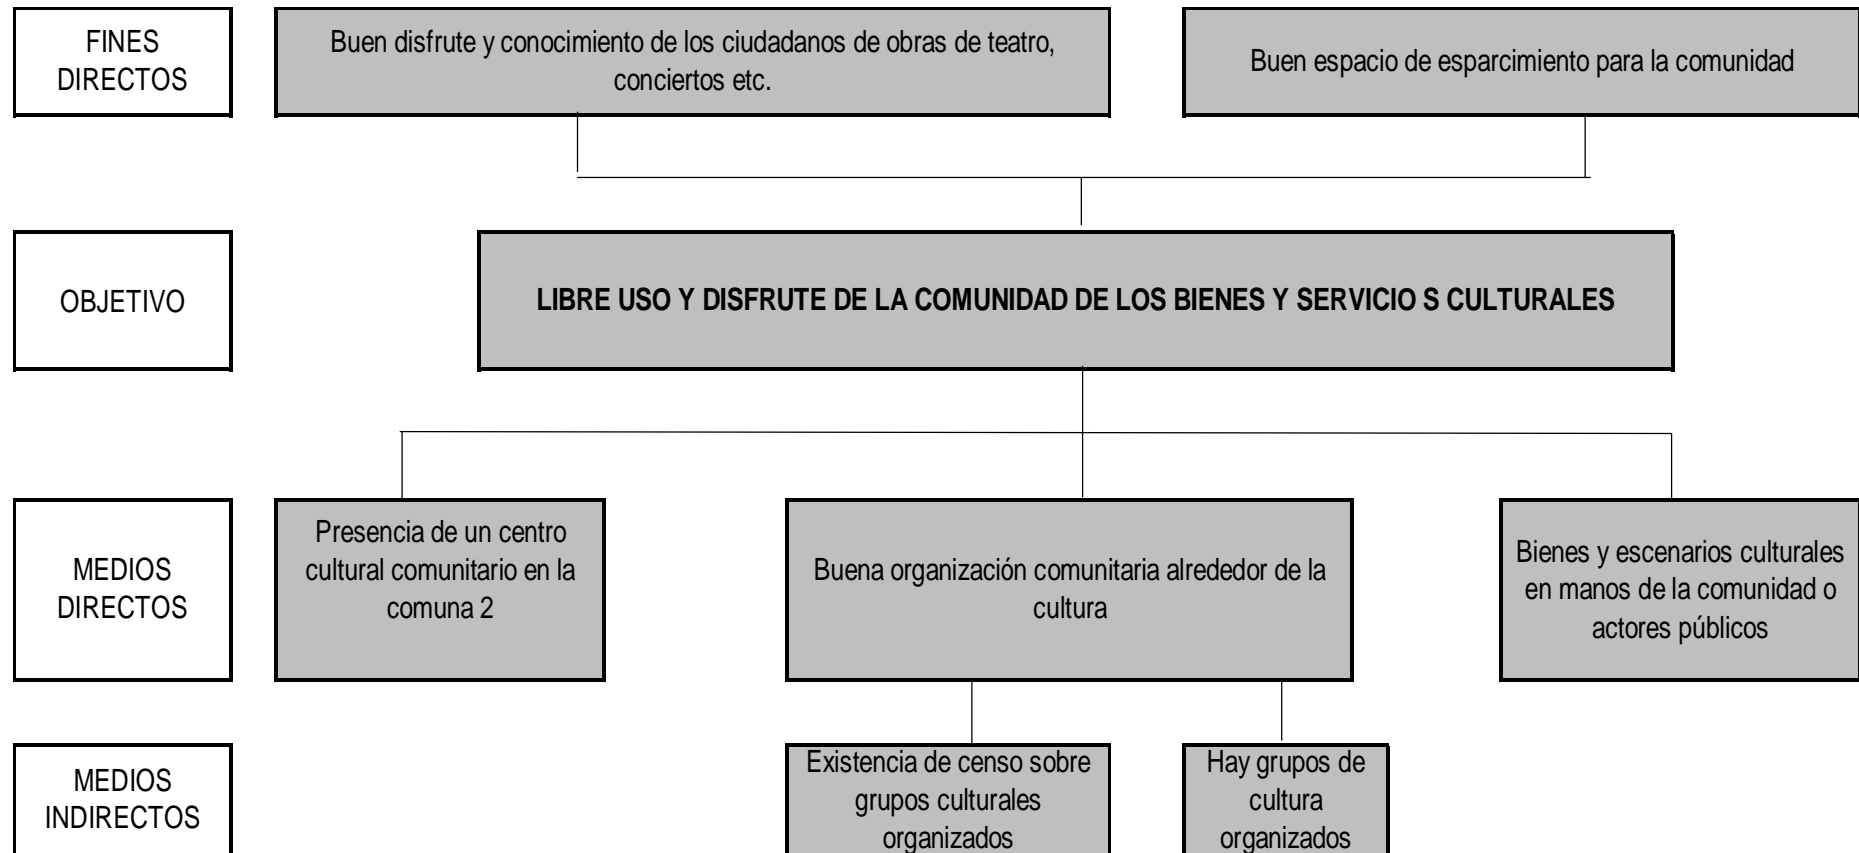 FINES
DIRECTOS
Buen disfrute y conocimiento de los ciudadanos de obras de teatro,
conciertos etc.
Buen espacio de esparcimiento para la comunidad
OBJETIVO
LIBRE USO Y DISFRUTE DE LA COMUNIDAD DE LOS BIENES Y SERVICIO S CULTURALES
MEDIOS
DIRECTOS
Presencia de un centro
cultural comunitario en la
comuna 2
Buena organización comunitaria alrededor de la
cultura
Bienes y escenarios culturales
en manos de la comunidad o
actores públicos
MEDIOS
INDIRECTOS
Existencia de censo sobre
grupos culturales
organizados
Hay grupos de
cultura
organizados